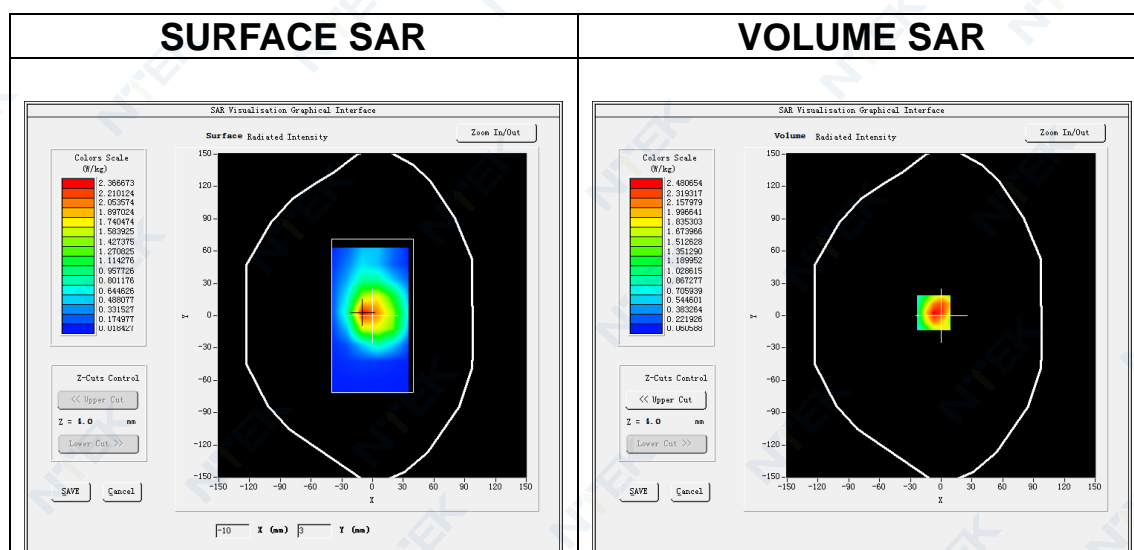 SURFACE SAR
VOLUME SAR
SAR Visualisation Graphical Interface
Surface Radiated Intensity
Zoom In/Out
Colors Scale
(W/kg)
2.366673
2.210124
2.053574
1.897024
1.740474
1.583925
1.427375
1.270825
1.114276
0.957726
0.801176
0.644626
0.488077
0.331527
0.174977
0.018427
Z-Cuts Control
<< Upper Cut
Z = 4.0 mm
Lower Cut >>
SAVE
Cancel
150
120
90
60
30
0
-30
-60
-90
-120
-150
Y
-150 -120 -90 -60 -30 0 30 60 90 120 150
X
-10 X (mm) 3 Y (mm)
SAR Visualisation Graphical Interface
Volume Radiated Intensity
Zoom In/Out
Colors Scale
(W/kg)
2.480654
2.319317
2.157979
1.996641
1.835303
1.673966
1.512628
1.351290
1.189952
1.028615
0.867277
0.705939
0.544601
0.383264
0.221926
0.060588
Z-Cuts Control
<< Upper Cut
Z = 4.0 mm
Lower Cut >>
SAVE
Cancel
150
120
90
60
30
0
-30
-60
-90
-120
-150
Y
-150 -120 -90 -60 -30 0 30 60 90 120 150
X
NTEK